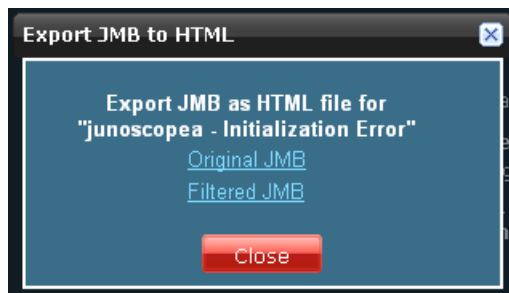 Export JMB to HTML
Export JMB as HTML file for
"junoscopea - Initialization Error"
Original JMB
Filtered JMB
Close